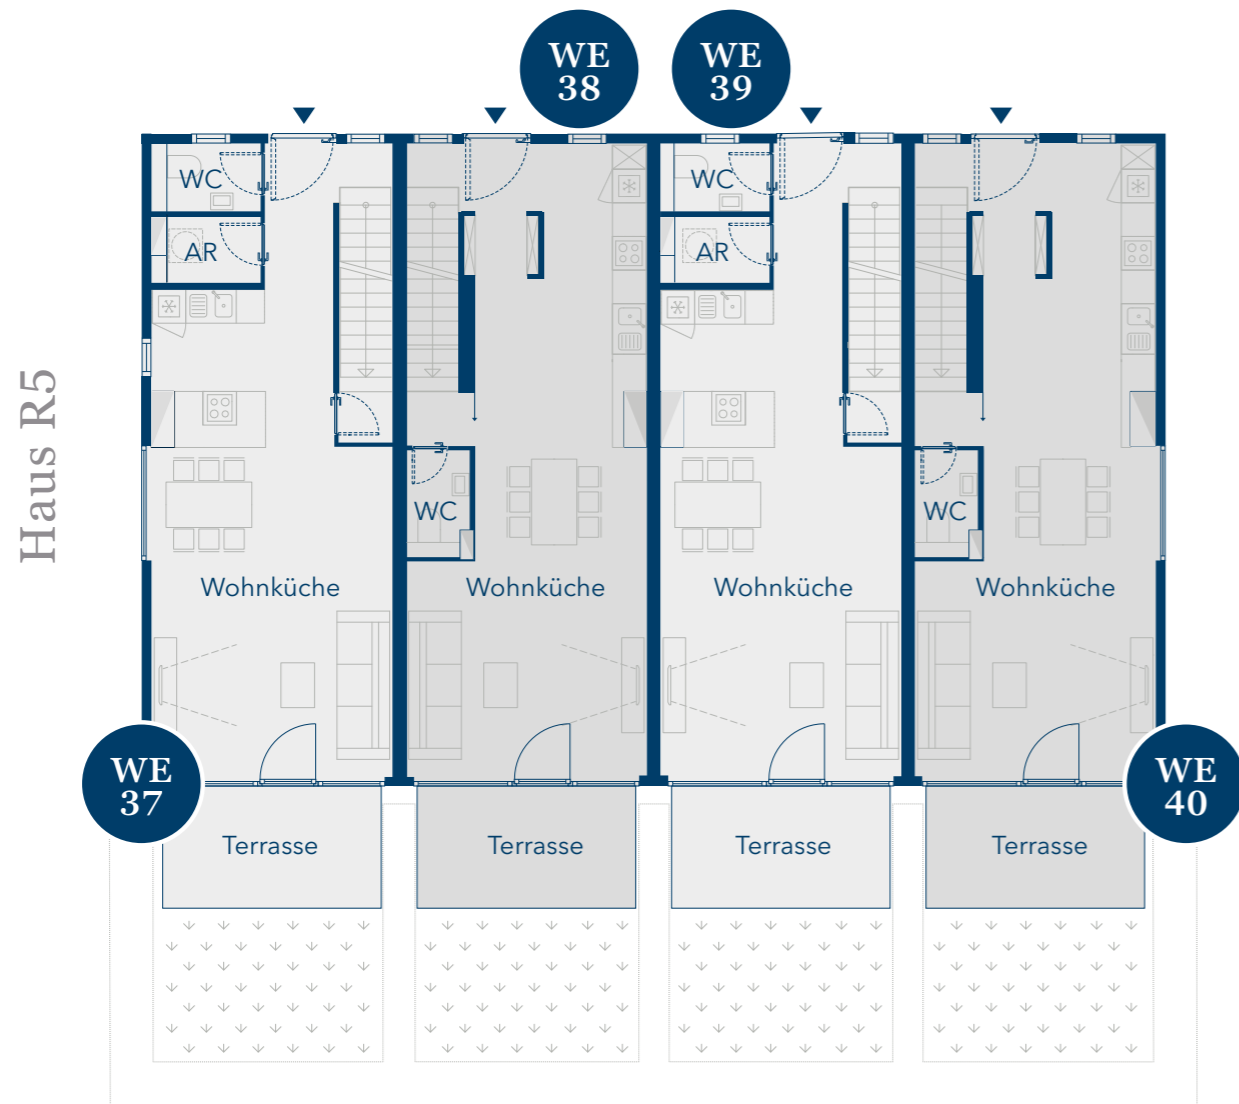 WE
38
WE
39
WC
WC
AR
AR
Haus R5
WC
WC
Wohnküche
Wohnküche
Wohnküche
Wohnküche
WE
37
WE
40
Terrasse
Terrasse
Terrasse
Terrasse